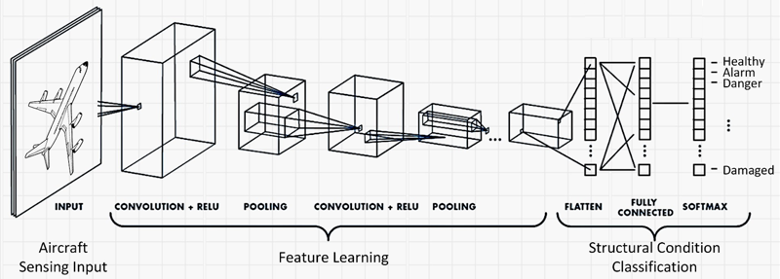 Healthy
Alarm
Danger
Damaged
INPUT
CONVOLUTION + RELU
POOLING
CONVOLUTION + RELU
POOLING
FLATTEN
FULLY
CONNECTED
SOFTMAX
Aircraft
Sensing Input
Feature Learning
Structural Condition
Classification